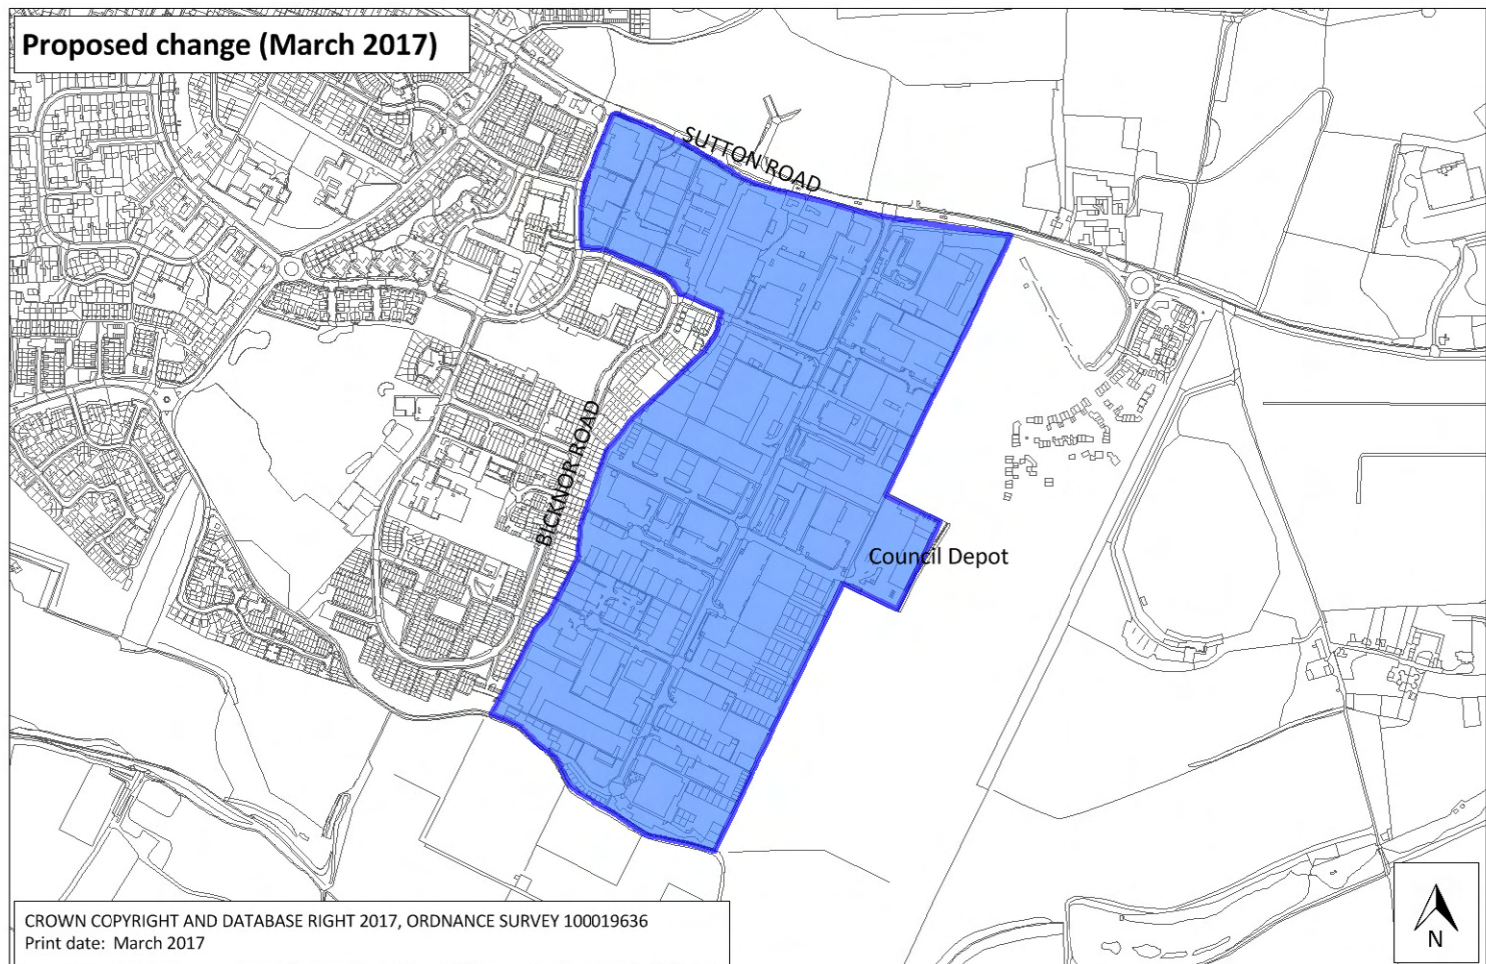 Proposed change (March 2017)
SUTTON ROAD
BICKNOR ROAD
Council Depot
CROWN COPYRIGHT AND DATABASE RIGHT 2017, ORDNANCE SURVEY 100019636
Print date: March 2017
N